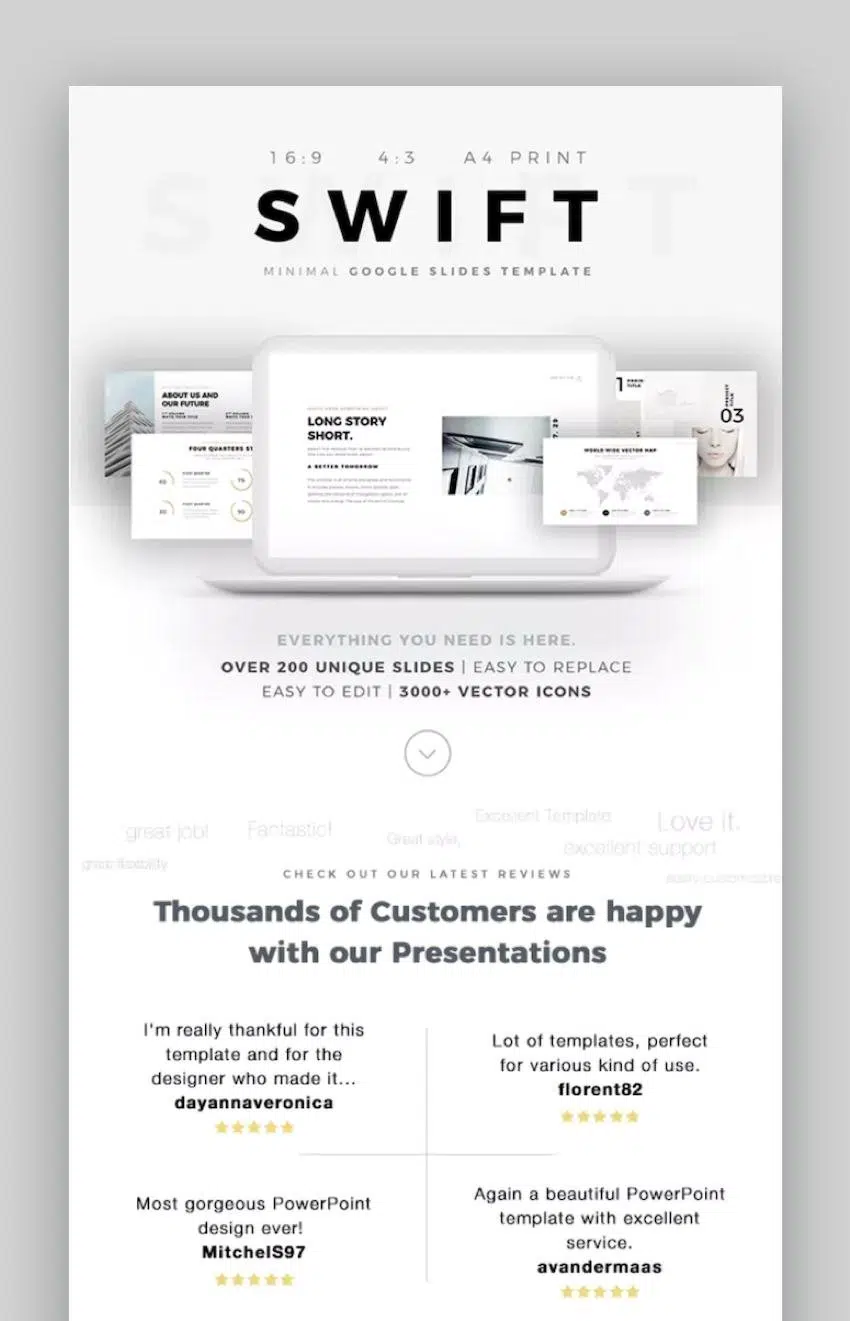 16:9 4:3 A4 PRINT
SWIFT
MINIMAL GOOGLE SLIDES TEMPLATE
ABOUT US AND
OUR FUTURE
FOUR QUARTERS
LONG STORY
SHORT.
A BETTER TOMORROW
WORLD WIDE VECTOR MAP
03
EVERYTHING YOU NEED IS HERE.
OVER 200 UNIQUE SLIDES | EASY TO REPLACE
EASY TO EDIT | 3000+ VECTOR ICONS
great job!
Fantastic!
Great style,
Excellent Template
Love it.
excellent support
great flexibility
easily customizable
CHECK OUT OUR LATEST REVIEWS
Thousands of Customers are happy
with our Presentations
I'm really thankful for this
template and for the
designer who made it...
dayannaveronica
Lot of templates, perfect
for various kind of use.
florent82
Most gorgeous PowerPoint
design ever!
MitchelS97
Again a beautiful PowerPoint
template with excellent
service.
avandermaas